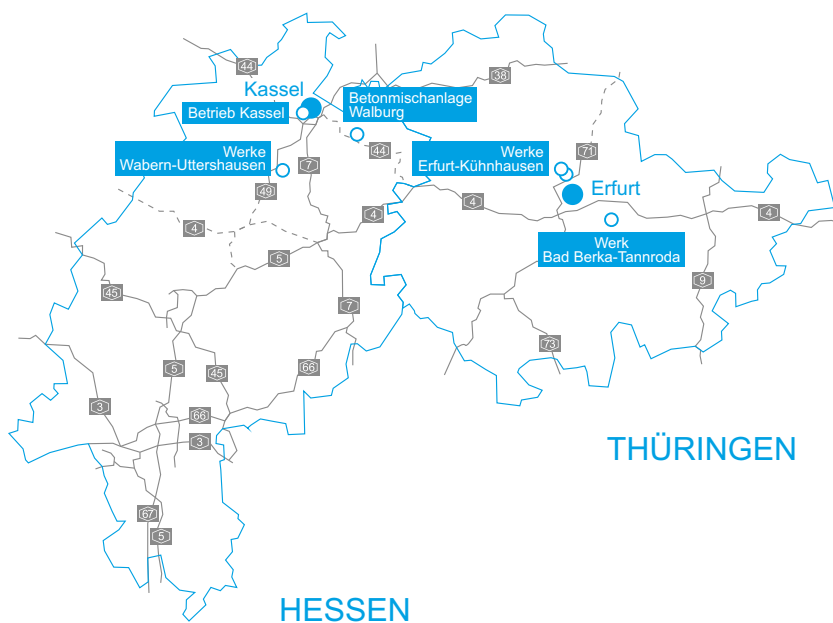 44
38
Kassel
Betrieb Kassel
Betonmischanlage
Walburg
44
71
Werke
Wabern-Uttershausen
7
Werke
Erfurt-Kühnhausen
49
Erfurt
4
4
4
4
Werk
Bad Berka-Tannroda
5
9
45
7
73
5
45
66
3
66
3
THÜRINGEN
67
5
HESSEN